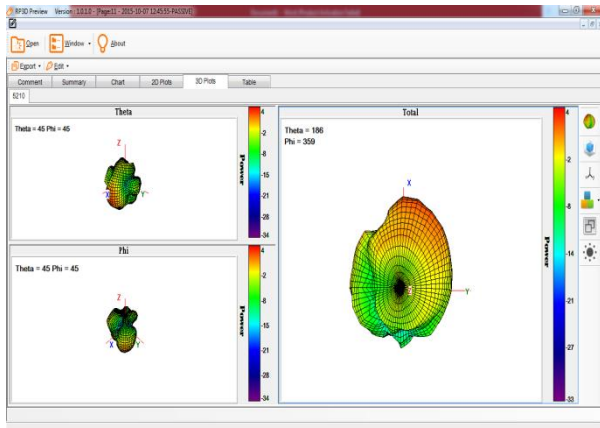 RP3D Preview Version : 1.0.1.0 - [Page:11 - 2015-10-07 12:45:55-PASSIVE]
Open Window About
Export Edit
Comment Summary Chart 2D Plots 3D Plots Table
5210
Theta
Theta = 45 Phi = 45
Z
X
Y
4
-2
-8
-15
-21
-28
-34
Power
Phi
Theta = 45 Phi = 45
Z
X
Y
4
-2
-9
-15
-21
-28
-34
Power
Total
Theta = 186
Phi = 359
X
Y
4
-2
-8
-14
-21
-27
-33
Power